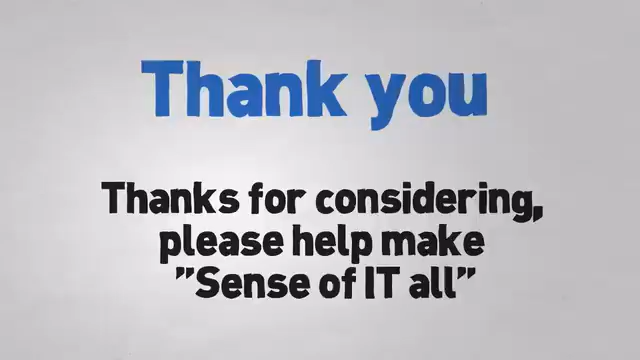 Thank you
Thanks for considering,
please help make
"Sense of IT all"